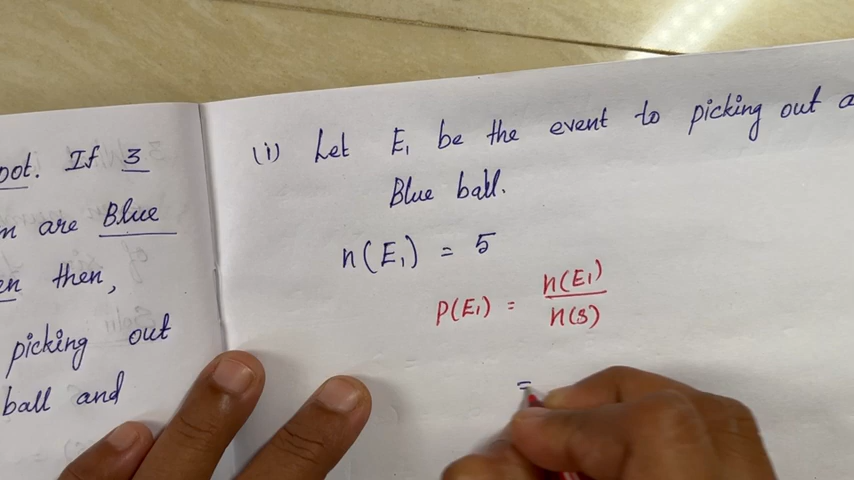 oot. If 3
m are Blue
en then,
picking out
ball and
(i) Let E₁ be the event to picking out a
Blue ball.
n(E₁) = 5
P(E₁) = n(E₁)
n(s)
=